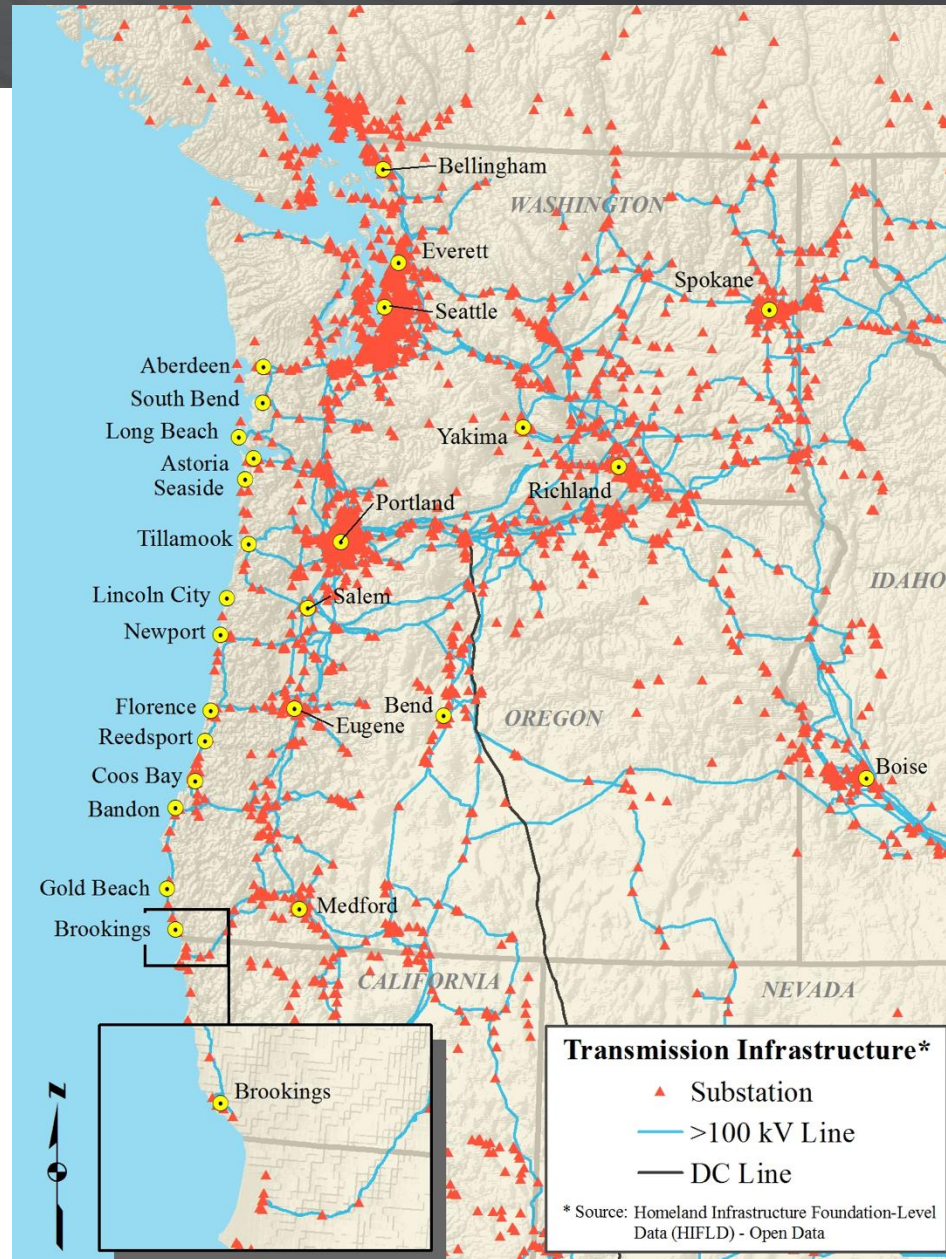 Bellingham
WASHINGTON
Everett
Spokane
Seattle
Aberdeen
South Bend
Long Beach
Yakima
Astoria
Seaside
Richland
Portland
Tillamook
IDAHO
Lincoln City
Salem
Newport
Florence
Bend
OREGON
Eugene
Reedsport
Boise
Coos Bay
Bandon
Gold Beach
Medford
Brookings
CALIFORNIA
NEVADA
Brookings
N
Transmission Infrastructure*
Substation
>100 kV Line
DC Line
* Source: Homeland Infrastructure Foundation-Level
Data (HIFLD) - Open Data